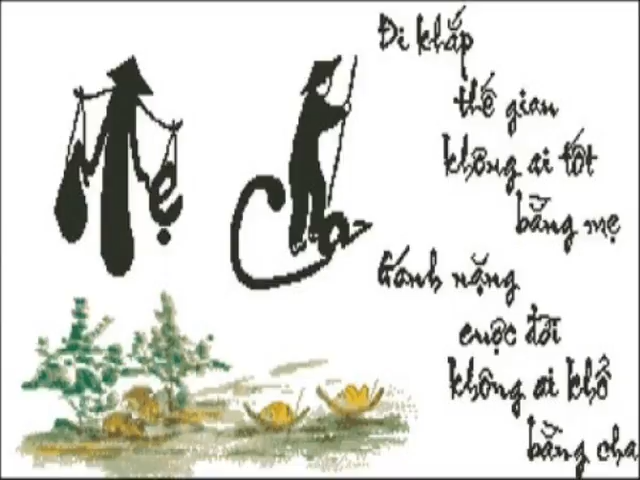 Mẹ Cha
Đi khắp
thế gian
không ai tốt
bằng mẹ
Gánh nặng
cuộc đời
không ai khổ
bằng cha